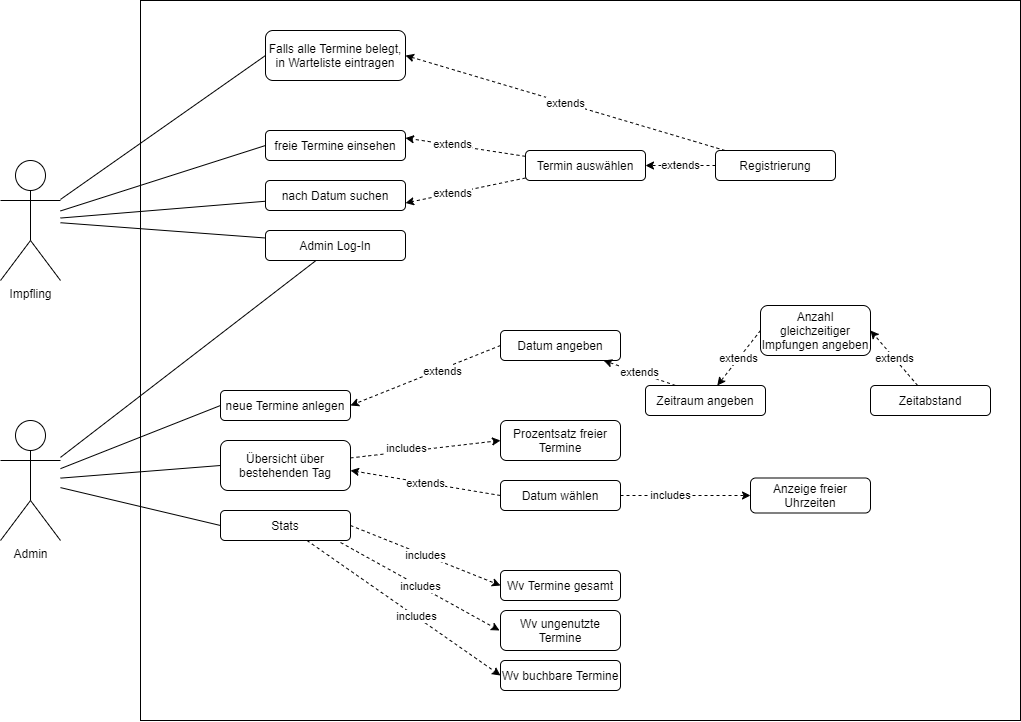 Falls alle Termine belegt,
in Warteliste eintragen
extends
freie Termine einsehen
extends
Termin auswählen
extends
Registrierung
nach Datum suchen
extends
Admin Log-In
Impfling
Anzahl
gleichzeitiger
Impfungen angeben
Datum angeben
extends
extends
extends
extends
Zeitraum angeben
Zeitabstand
neue Termine anlegen
Prozentsatz freier
Termine
includes
Übersicht über
bestehenden Tag
extends
Datum wählen
includes
Anzeige freier
Uhrzeiten
Stats
Admin
includes
Wv Termine gesamt
includes
includes
Wv ungenutzte
Termine
Wv buchbare Termine